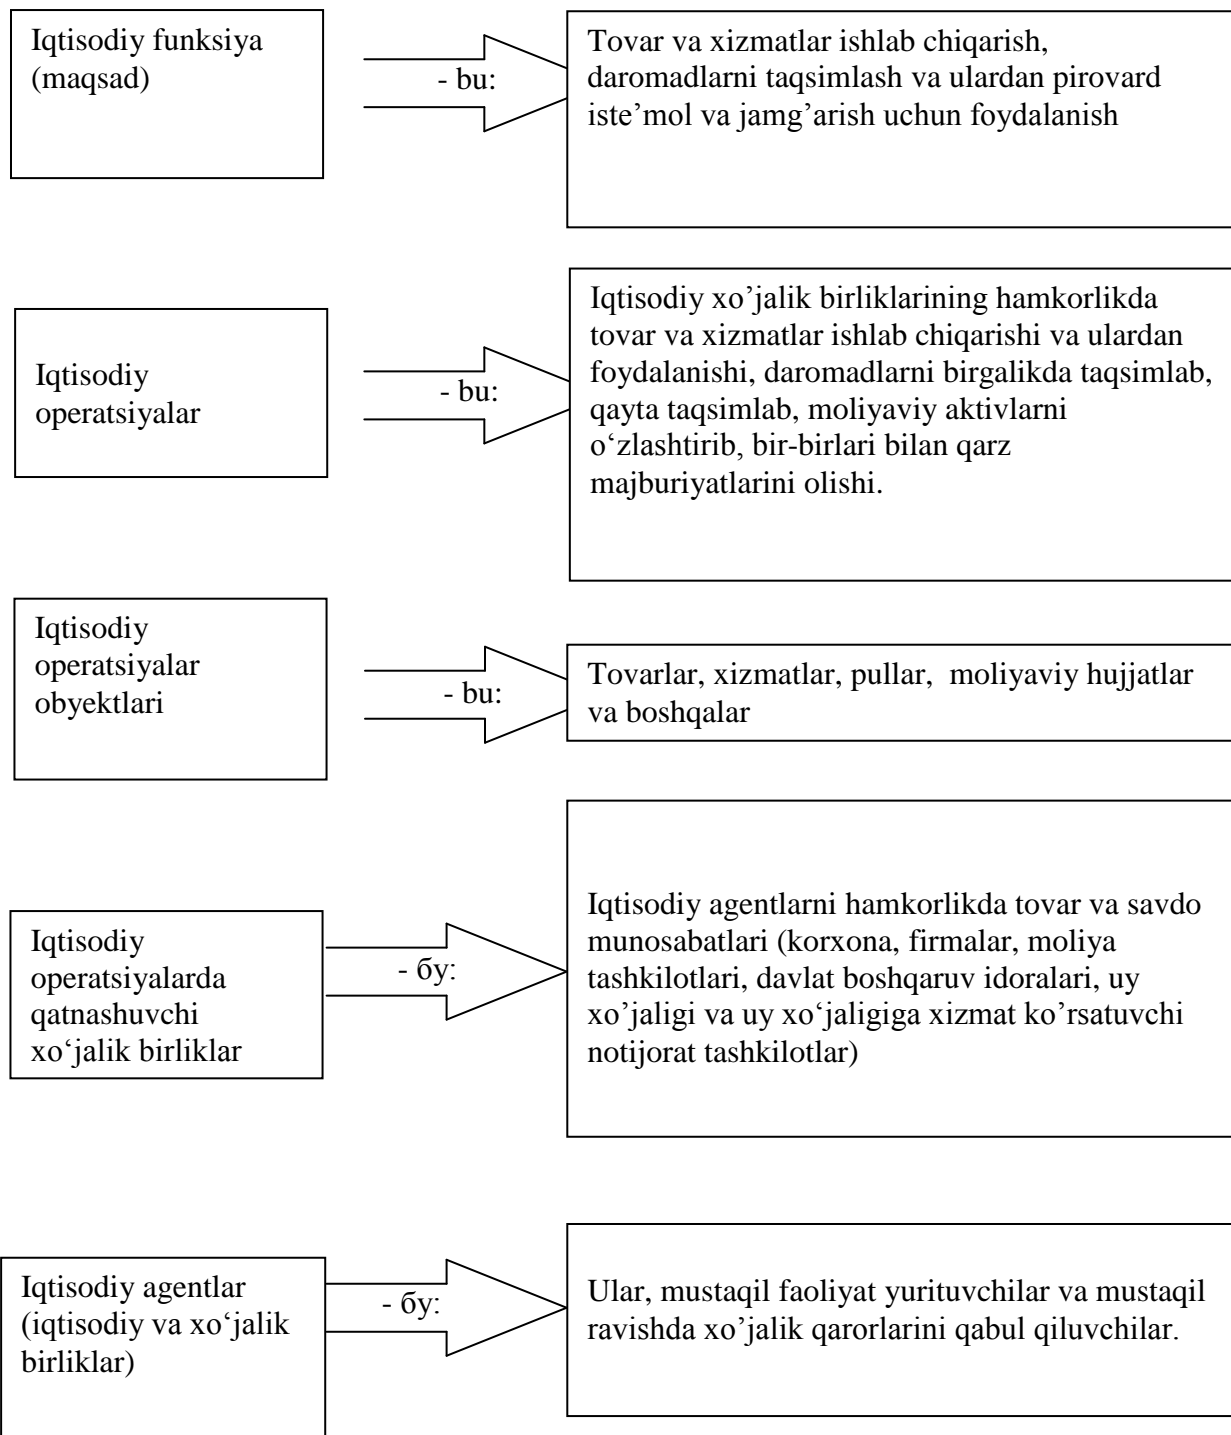 Iqtisodiy funksiya
(maqsad)
- bu:
Tovar va xizmatlar ishlab chiqarish,
daromadlarni taqsimlash va ulardan pirovard
iste’mol va jamg’arish uchun foydalanish
Iqtisodiy
operatsiyalar
- bu:
Iqtisodiy xo’jalik birliklarining hamkorlikda
tovar va xizmatlar ishlab chiqarishi va ulardan
foydalanishi, daromadlarni birgalikda taqsimlab,
qayta taqsimlab, moliyaviy aktivlarni
o‘zlashtirib, bir-birlari bilan qarz
majburiyatlarini olishi.
Iqtisodiy
operatsiyalar
obyektlari
- bu:
Tovarlar, xizmatlar, pullar,  moliyaviy hujjatlar
va boshqalar
Iqtisodiy
operatsiyalarda
qatnashuvchi
xo‘jalik birliklar
- бу:
Iqtisodiy agentlarni hamkorlikda tovar va savdo
munosabatlari (korxona, firmalar, moliya
tashkilotlari, davlat boshqaruv idoralari, uy
xo’jaligi va uy xo‘jaligiga xizmat ko’rsatuvchi
notijorat tashkilotlar)
Iqtisodiy agentlar
(iqtisodiy va xo‘jalik
birliklar)
- бу:
Ular, mustaqil faoliyat yurituvchilar va mustaqil
ravishda xo’jalik qarorlarini qabul qiluvchilar.